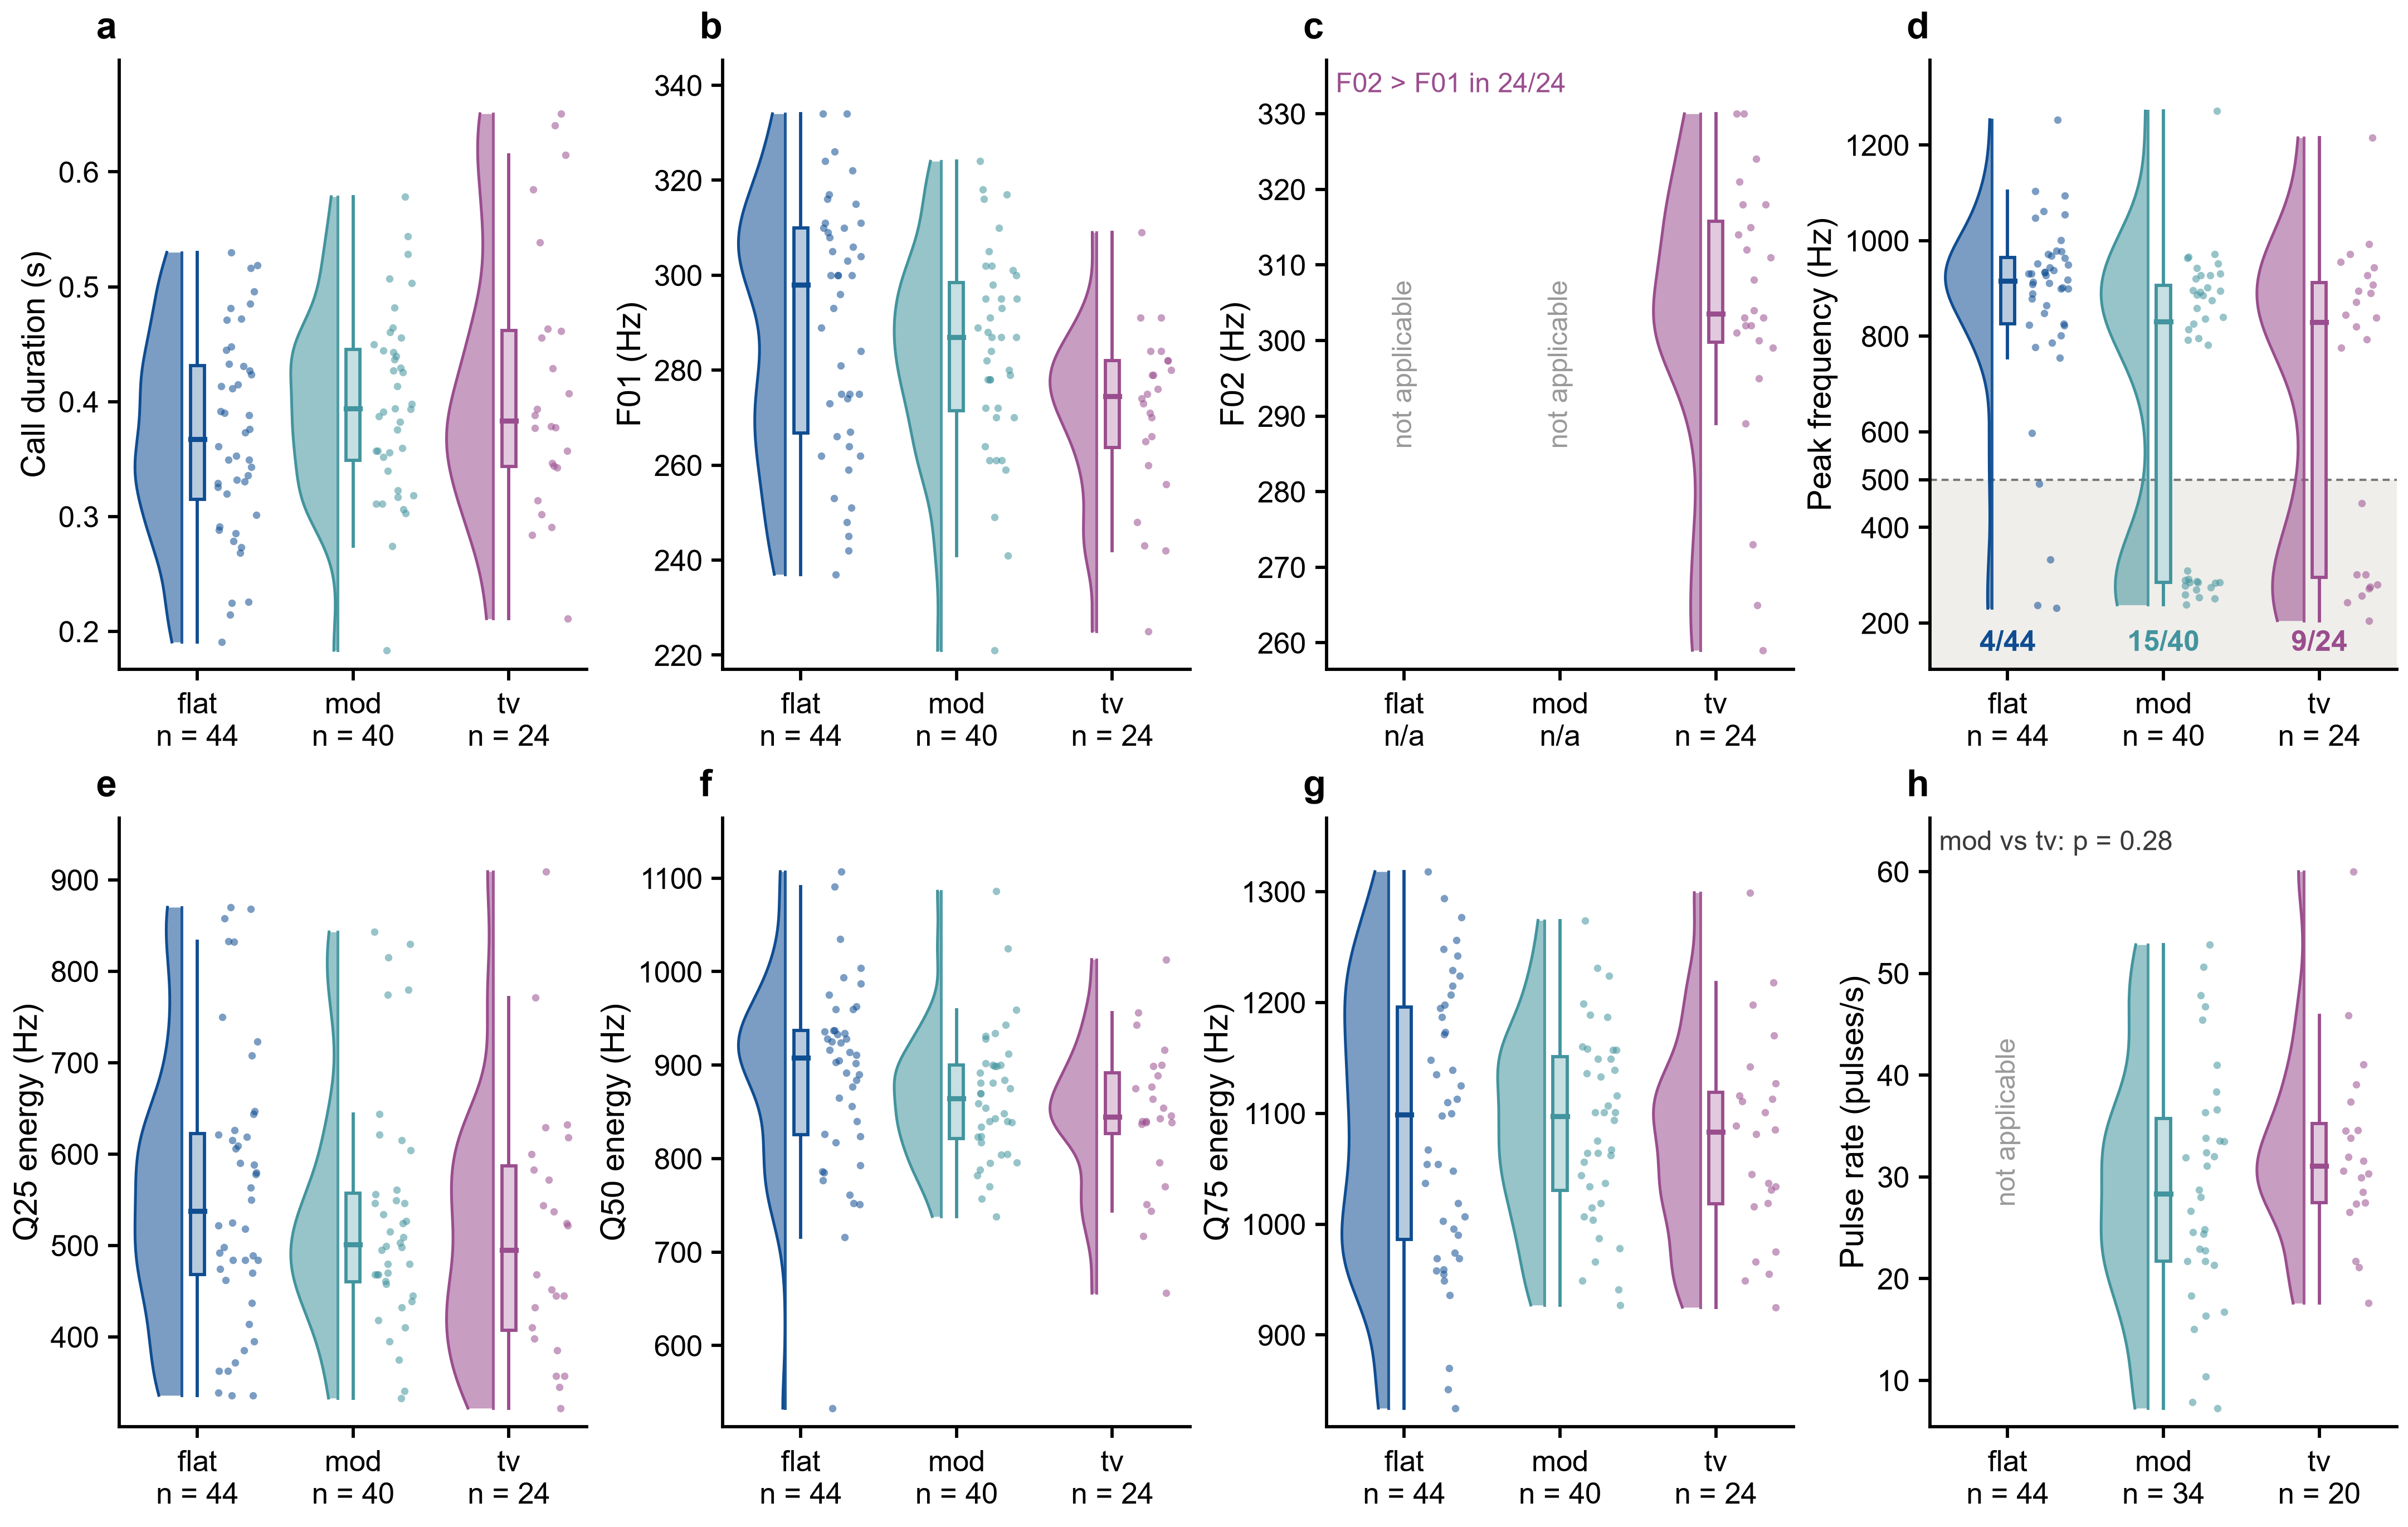 a
Call duration (s)
0.6
0.5
0.4
0.3
0.2
flat
n = 44
mod
n = 40
tv
n = 24
b
F01 (Hz)
340
320
300
280
260
240
220
flat
n = 44
mod
n = 40
tv
n = 24
c
F02 > F01 in 24/24
F02 (Hz)
330
320
310
300
290
280
270
260
not applicable
not applicable
flat
n/a
mod
n/a
tv
n = 24
d
Peak frequency (Hz)
1200
1000
800
600
500
400
200
4/44
15/40
9/24
flat
n = 44
mod
n = 40
tv
n = 24
e
Q25 energy (Hz)
900
800
700
600
500
400
flat
n = 44
mod
n = 40
tv
n = 24
f
Q50 energy (Hz)
1100
1000
900
800
700
600
flat
n = 44
mod
n = 40
tv
n = 24
g
Q75 energy (Hz)
1300
1200
1100
1000
900
flat
n = 44
mod
n = 40
tv
n = 24
h
mod vs tv: p = 0.28
Pulse rate (pulses/s)
60
50
40
30
20
10
not applicable
flat
n = 44
mod
n = 34
tv
n = 20